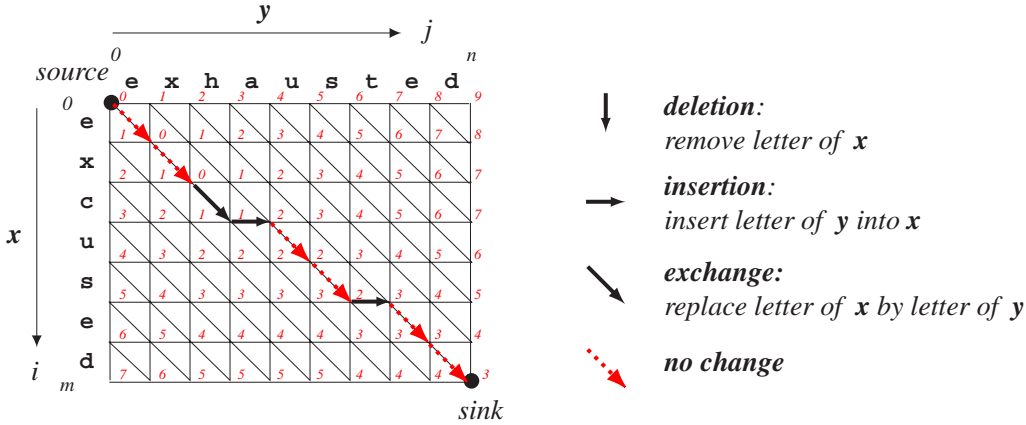 y
j
0 n
source e x h a u s t e d
0 0 1 2 3 4 5 6 7 8 9
e
1 0 1 2 3 4 5 6 7 8
x
2 1 0 1 2 3 4 5 6 7
c
3 2 1 1 2 3 4 5 6 7
x
u
4 3 2 2 2 2 3 4 5 6
s
5 4 3 3 3 3 2 3 4 5
e
6 5 4 4 4 4 3 3 3 4
i
d
m 7 6 5 5 5 5 4 4 4 3
sink
deletion:
remove letter of x
insertion:
insert letter of y into x
exchange:
replace letter of x by letter of y
no change